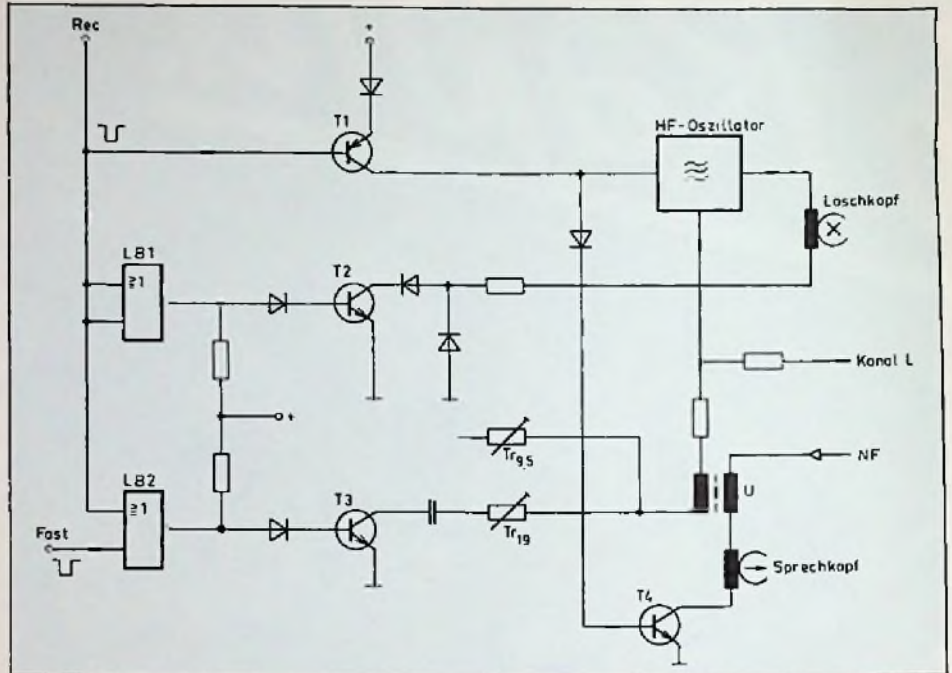 Rec
+
T1
HF-Oszillator
Löschkopf
LB1
≥1
T2
+
Kanal L
Tr9,5
NF
LB2
≥1
T3
Tr19
U
Fast
Sprechkopf
T4